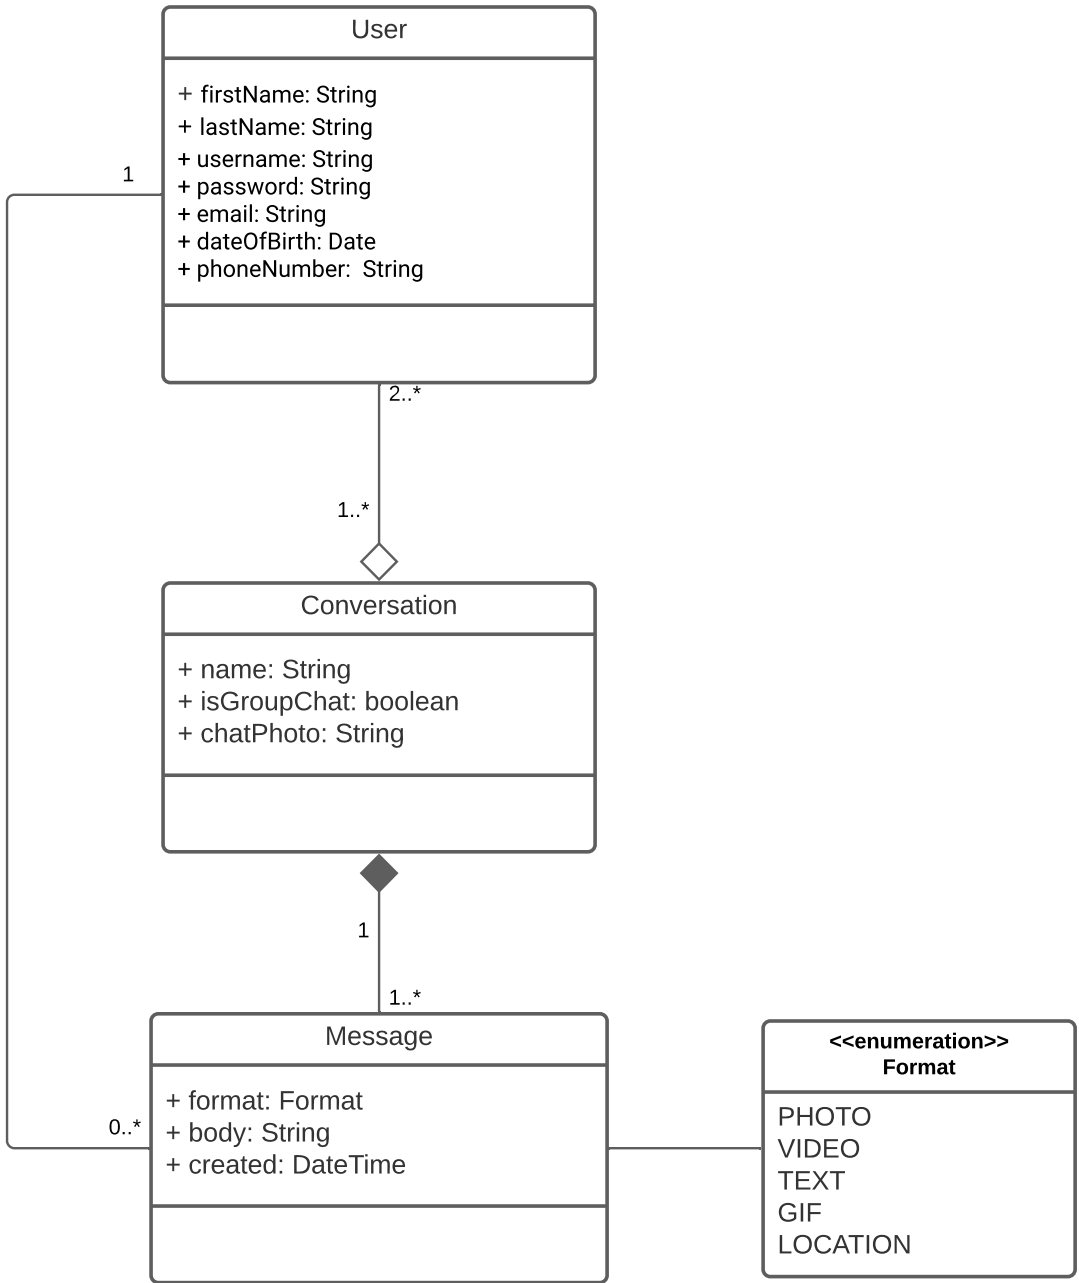 User
+ firstName: String
+ lastName: String
+ username: String
+ password: String
+ email: String
+ dateOfBirth: Date
+ phoneNumber:  String
1
2..*
1..*
Conversation
+ name: String
+ isGroupChat: boolean
+ chatPhoto: String
1
1..*
Message
+ format: Format
+ body: String
+ created: DateTime
0..*
<<enumeration>>
Format
PHOTO
VIDEO
TEXT
GIF
LOCATION